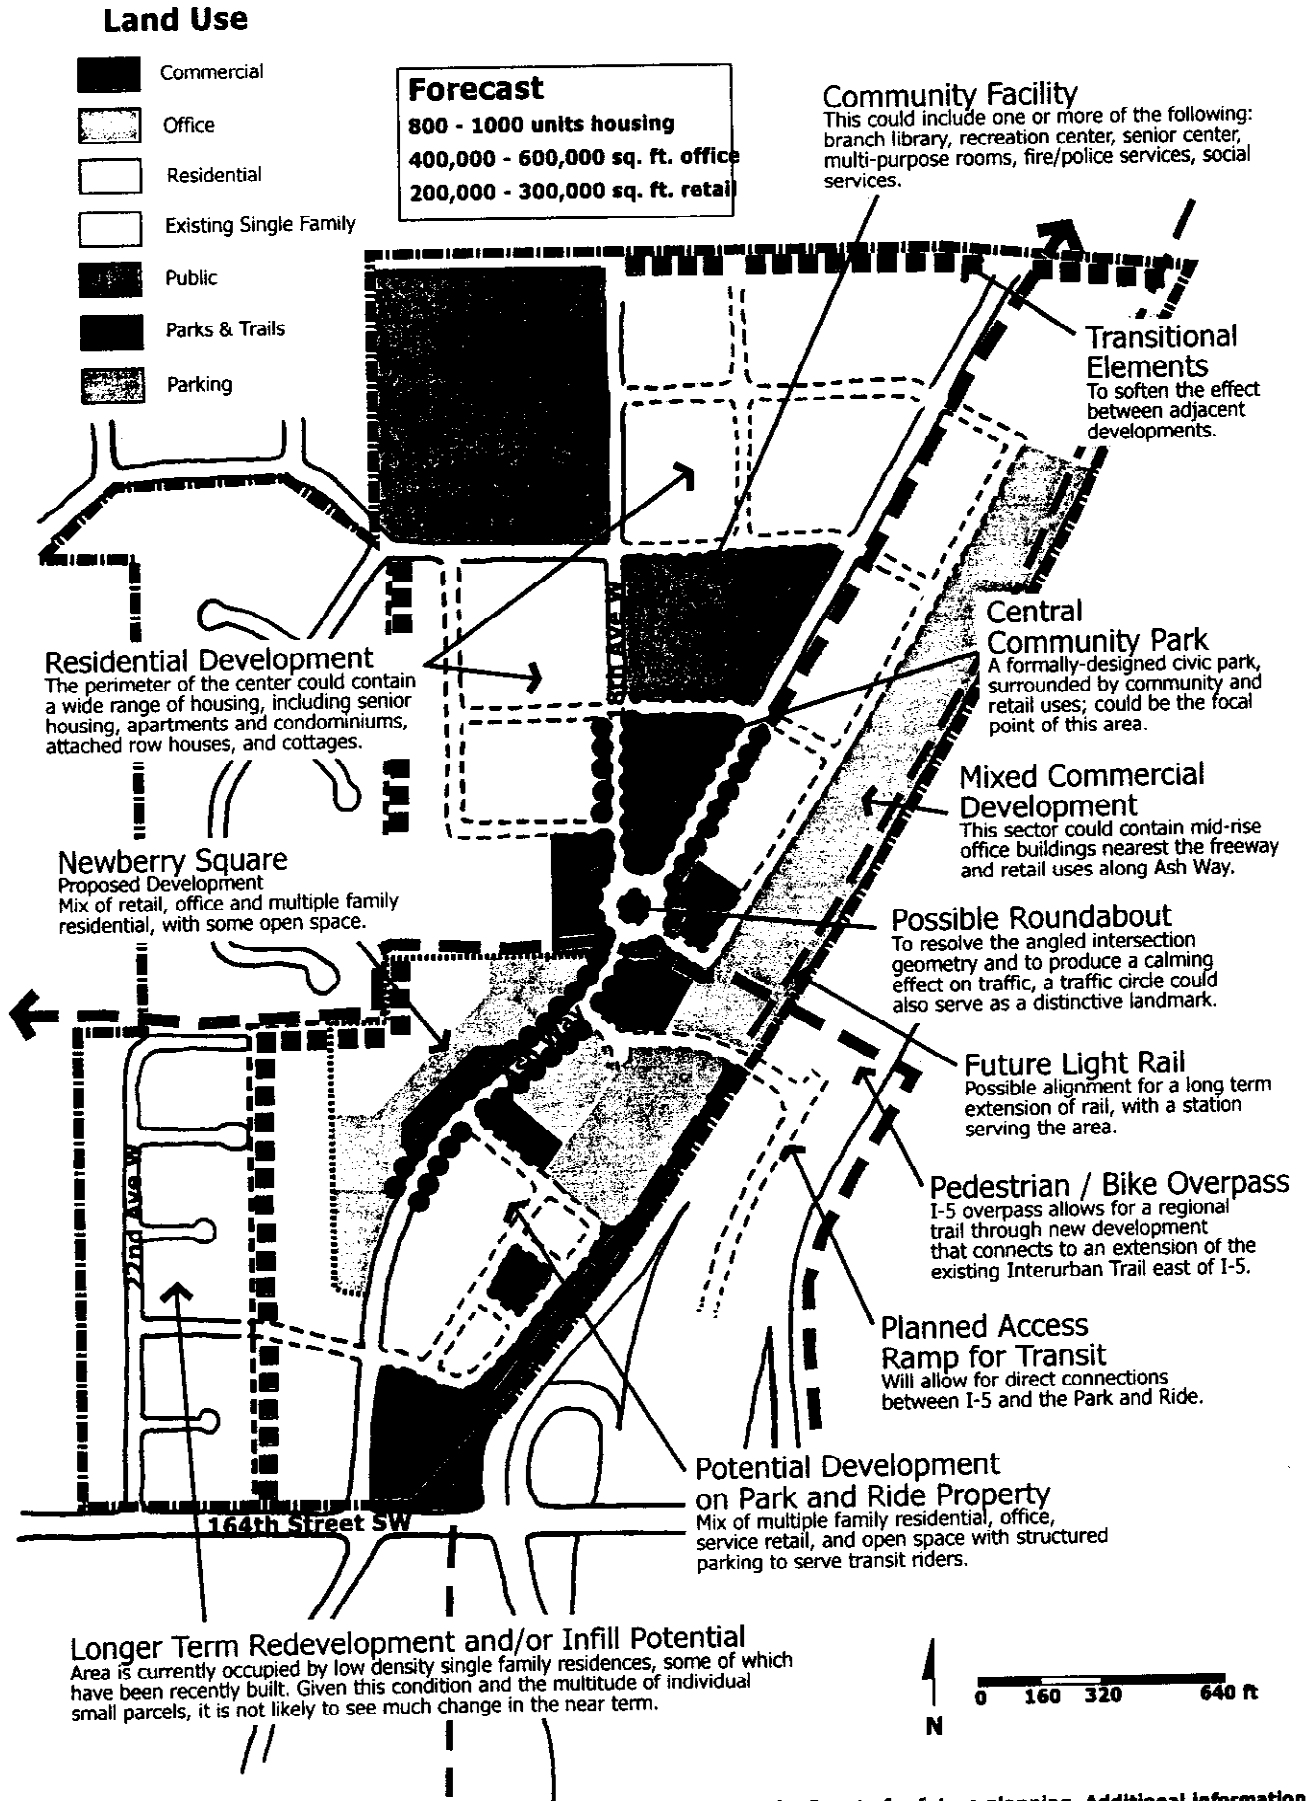 Land Use
Commercial
Office
Residential
Existing Single Family
Public
Parks & Trails
Parking
Forecast
800 - 1000 units housing
400,000 - 600,000 sq. ft. office
200,000 - 300,000 sq. ft. retail
Community Facility
This could include one or more of the following:
branch library, recreation center, senior center,
multi-purpose rooms, fire/police services, social
services.
Transitional
Elements
To soften the effect
between adjacent
developments.
Central
Community Park
A formally-designed civic park,
surrounded by community and
retail uses; could be the focal
point of this area.
Residential Development
The perimeter of the center could contain
a wide range of housing, including senior
housing, apartments and condominiums,
attached row houses, and cottages.
Ave W
Mixed Commercial
Development
This sector could contain mid-rise
office buildings nearest the freeway
and retail uses along Ash Way.
Newberry Square
Proposed Development
Mix of retail, office and multiple family
residential, with some open space.
Possible Roundabout
To resolve the angled intersection
geometry and to produce a calming
effect on traffic, a traffic circle could
also serve as a distinctive landmark.
Way
Future Light Rail
Possible alignment for a long term
extension of rail, with a station
serving the area.
Pedestrian / Bike Overpass
I-5 overpass allows for a regional
trail through new development
that connects to an extension of the
existing Interurban Trail east of I-5.
22nd Ave W
Planned Access
Ramp for Transit
Will allow for direct connections
between I-5 and the Park and Ride.
Potential Development
on Park and Ride Property
Mix of multiple family residential, office,
service retail, and open space with structured
parking to serve transit riders.
164th Street SW
Longer Term Redevelopment and/or Infill Potential
Area is currently occupied by low density single family residences, some of which
have been recently built. Given this condition and the multitude of individual
small parcels, it is not likely to see much change in the near term.
N
0 160 320 640 ft
planning. Additional information